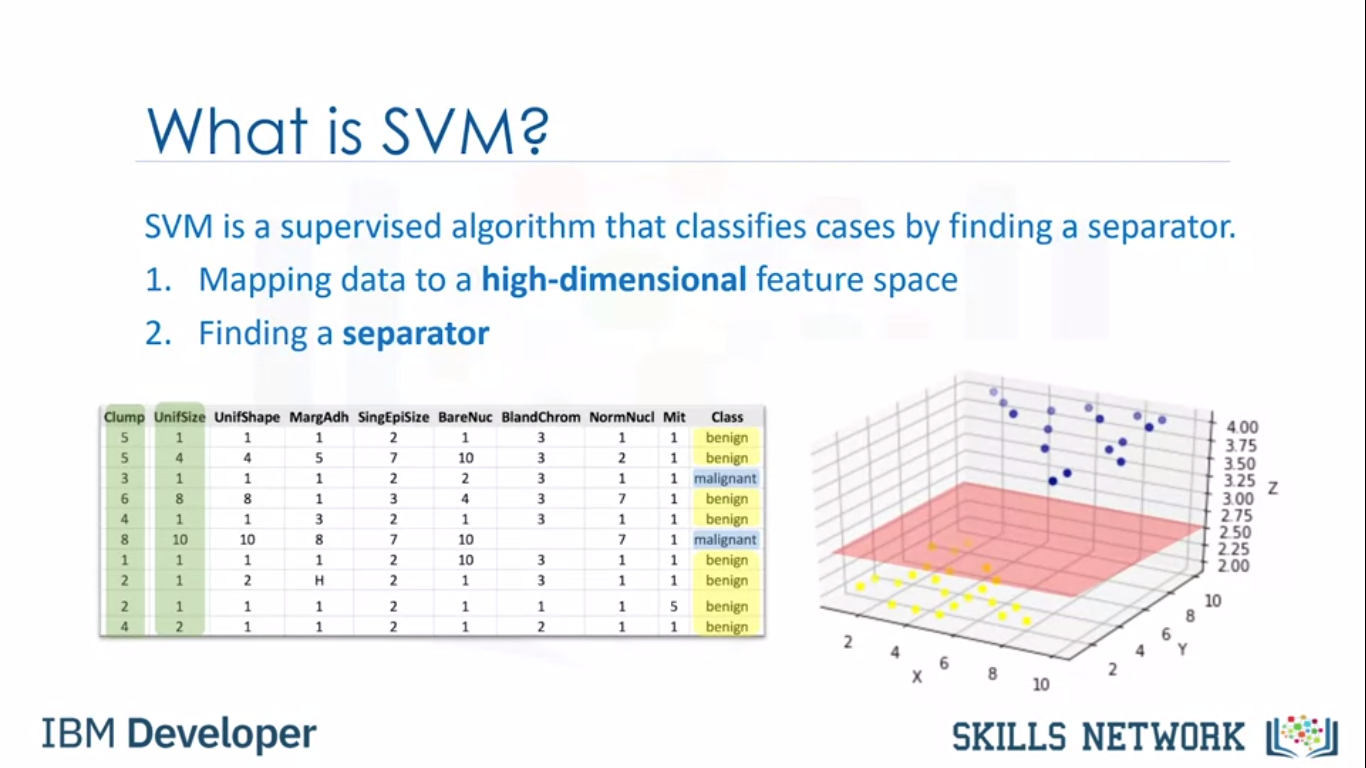 What is SVM?
SVM is a supervised algorithm that classifies cases by finding a separator.
1. Mapping data to a high-dimensional feature space
2. Finding a separator
Clump UnifSize UnifShape MargAdh SingEpiSize BareNuc BlandChrom NormNucl Mit Class
5 1 1 1 2 1 3 1 1 benign
5 4 4 5 7 10 3 2 1 benign
3 1 1 1 2 2 3 1 1 malignant
6 8 8 1 3 4 3 7 1 benign
4 1 1 3 2 1 3 1 1 benign
8 10 10 8 7 10 7 1 malignant
1 1 1 1 2 10 3 1 1 benign
2 1 2 H 2 1 3 1 1 benign
2 1 1 1 2 1 1 1 5 benign
4 2 1 1 2 1 2 1 1 benign
4.00
3.75
3.50
3.25
3.00
2.75
2.50
2.25
2.00
Z
2 4 6 8 10
X
2 4 6 8 10
Y
IBM Developer
SKILLS NETWORK